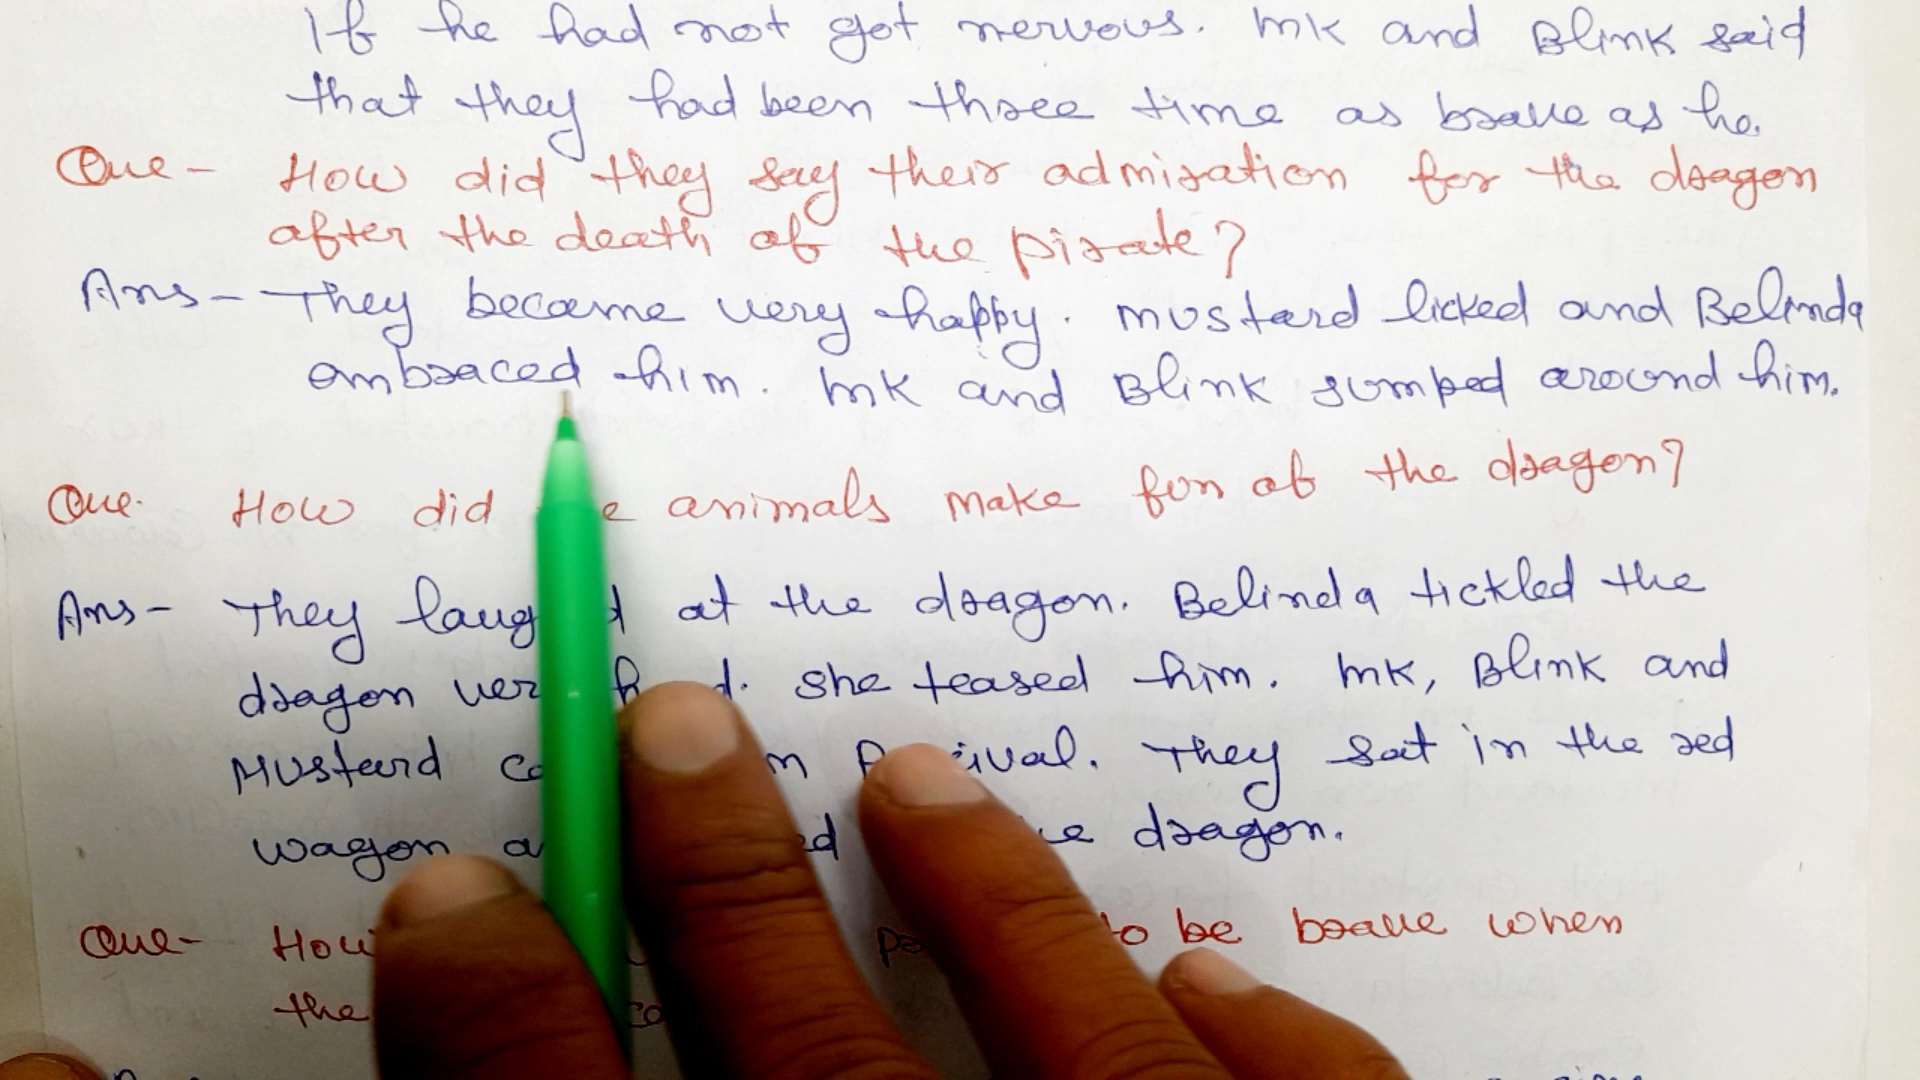 If he had not got nervous. Ink and Blink said
that they had been three time as brave as he.
Que - How did they say their admiration for the dragon
after the death of the pirate?
Ans - They became very happy. Mustard licked and Belinda
embraced him. Ink and Blink jumped around him.
Que. How did animals make fun of the dragon?
Ans - They at the dragon. Belinda tickled the
dragon She teased him. Ink, Blink and
Mustard They sat in the red
wagon dragon.
Que - to be brave when
the